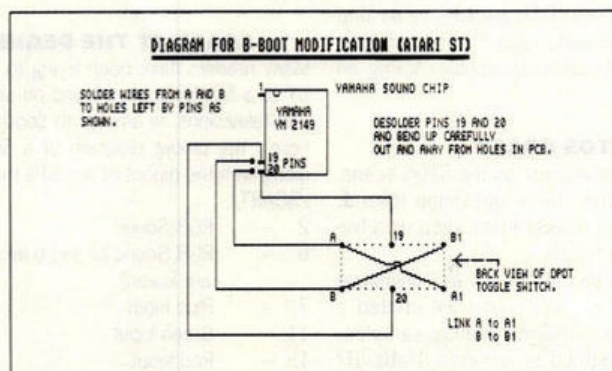 DIAGRAM FOR B-BOOT MODIFICATION (ATARI ST)
SOLDER WIRES FROM A AND B
TO HOLES LEFT BY PINS AS
SHOWN.
1
YAMAHA
YM 2149
YAMAHA SOUND CHIP
DESOLDER PINS 19 AND 20
AND BEND UP CAREFULLY
OUT AND AWAY FROM HOLES IN PCB.
19
20
PINS
A
19
B1
B
20
A1
BACK VIEW OF DPDT
TOGGLE SWITCH.
LINK A to A1
B to B1